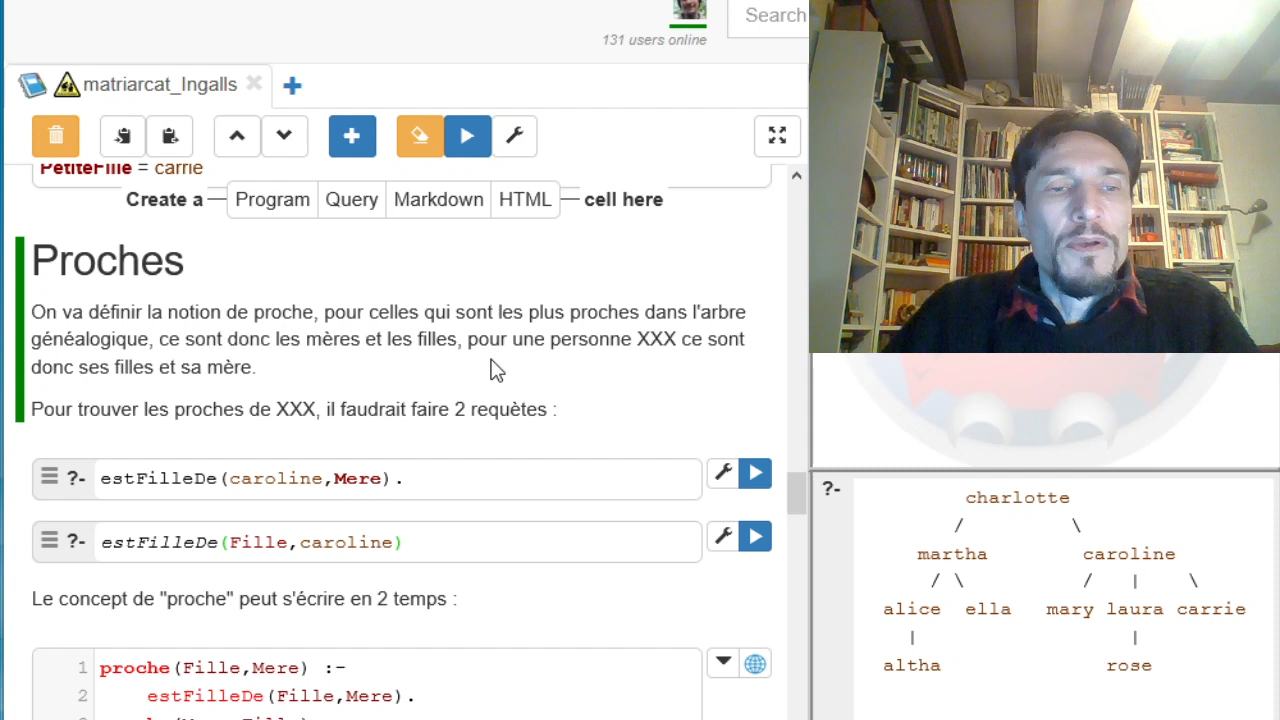 Search
131 users online
matriarcat_Ingalls
PetiteFille = carrie
Create a Program Query Markdown HTML cell here
Proches
On va définir la notion de proche, pour celles qui sont les plus proches dans l'arbre
généalogique, ce sont donc les mères et les filles, pour une personne XXX ce sont
donc ses filles et sa mère.
Pour trouver les proches de XXX, il faudrait faire 2 requètes :
?- estFilleDe(caroline,Mere).
?- estFilleDe(Fille,caroline)
Le concept de "proche" peut s'écrire en 2 temps :
1 proche(Fille,Mere) :-
2 estFilleDe(Fille,Mere).
?- charlotte
/ \
martha caroline
/ \ / | \
alice ella mary laura carrie
| |
altha rose